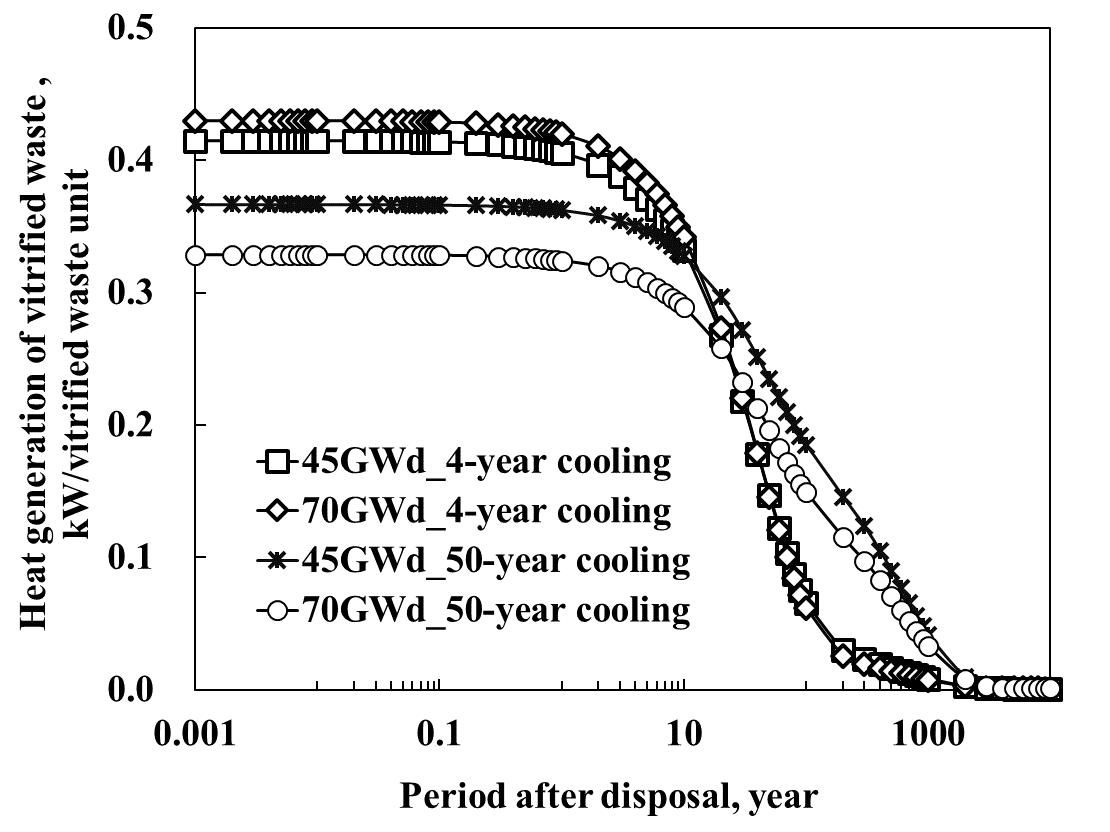 Heat generation of vitrified waste ,
kW/vitrified waste unit
0.5
0.4
0.3
0.2
0.1
0.0
45GWd_4-year cooling
70GWd_4-year cooling
45GWd_50-year cooling
70GWd_50-year cooling
0.001 0.1 10 1000
Period after disposal, year